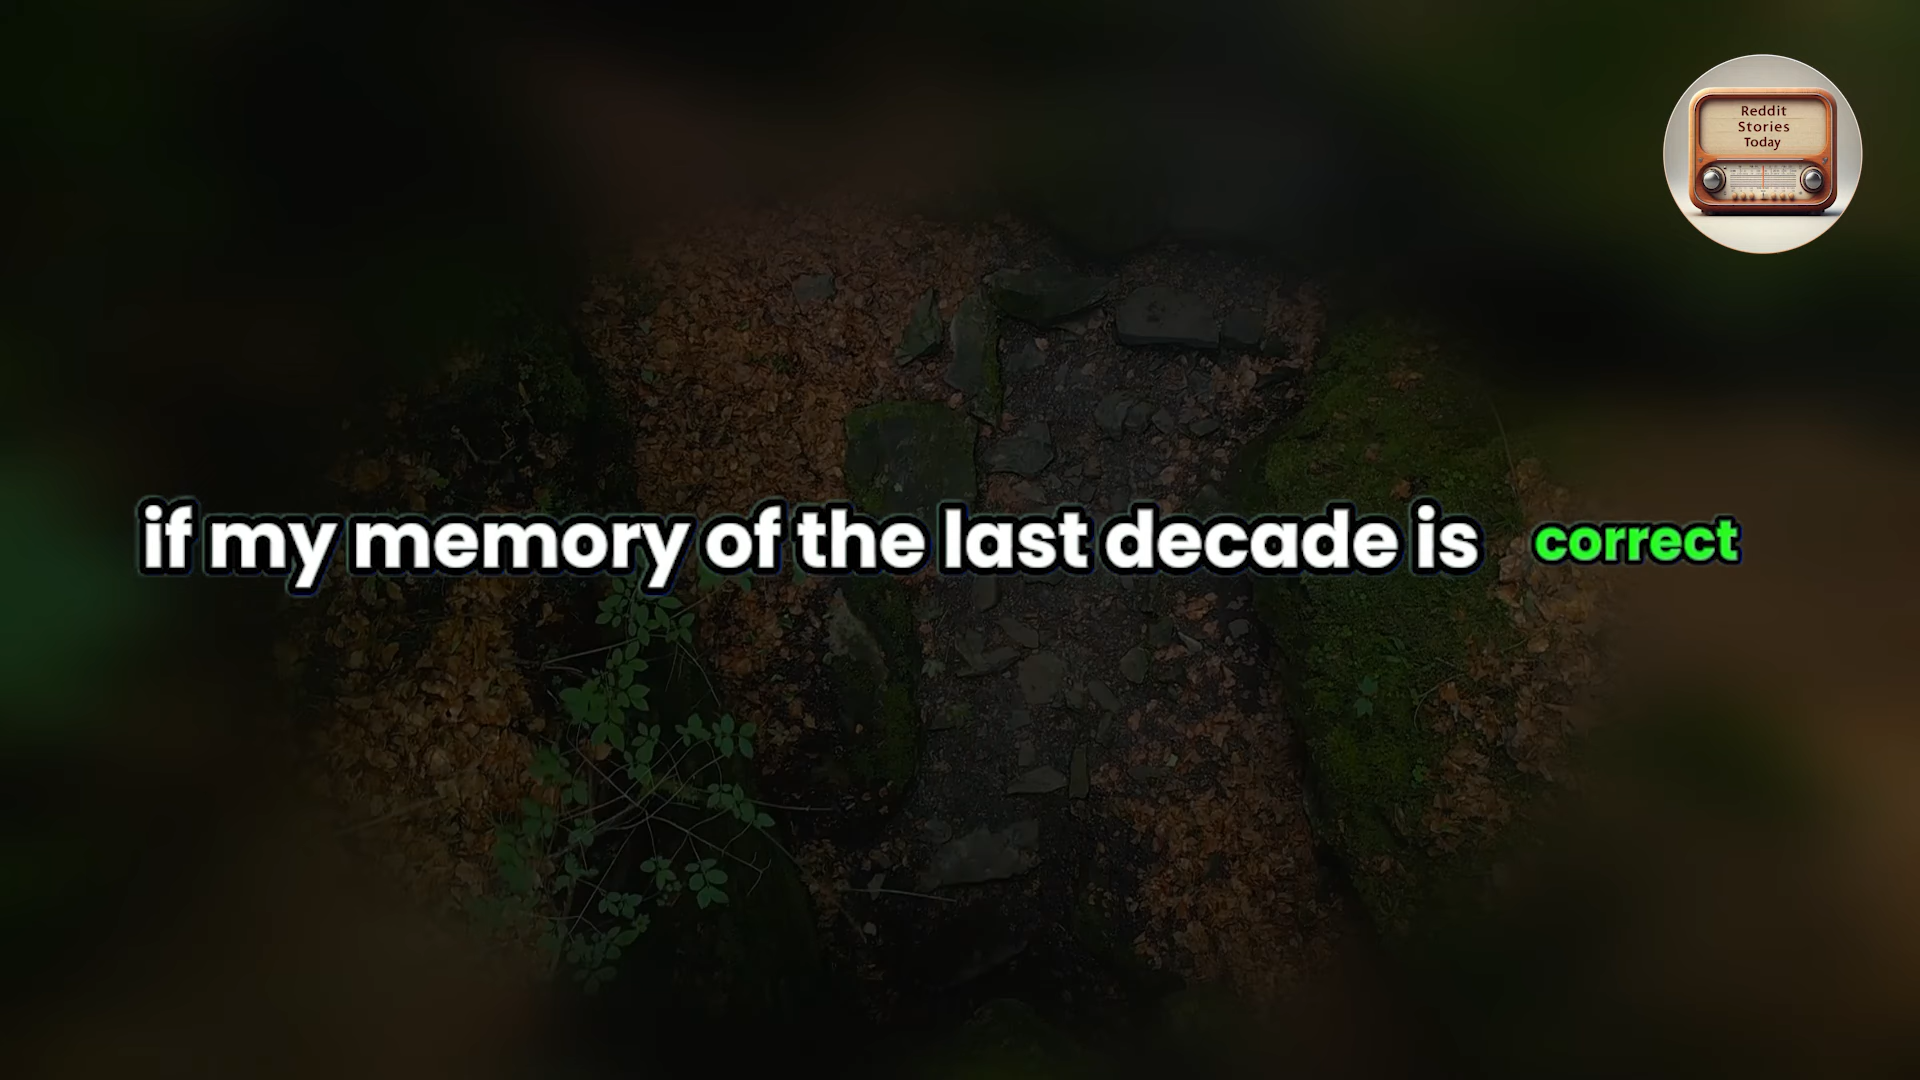 Reddit
Stories
Today
if my memory of the last decade is correct